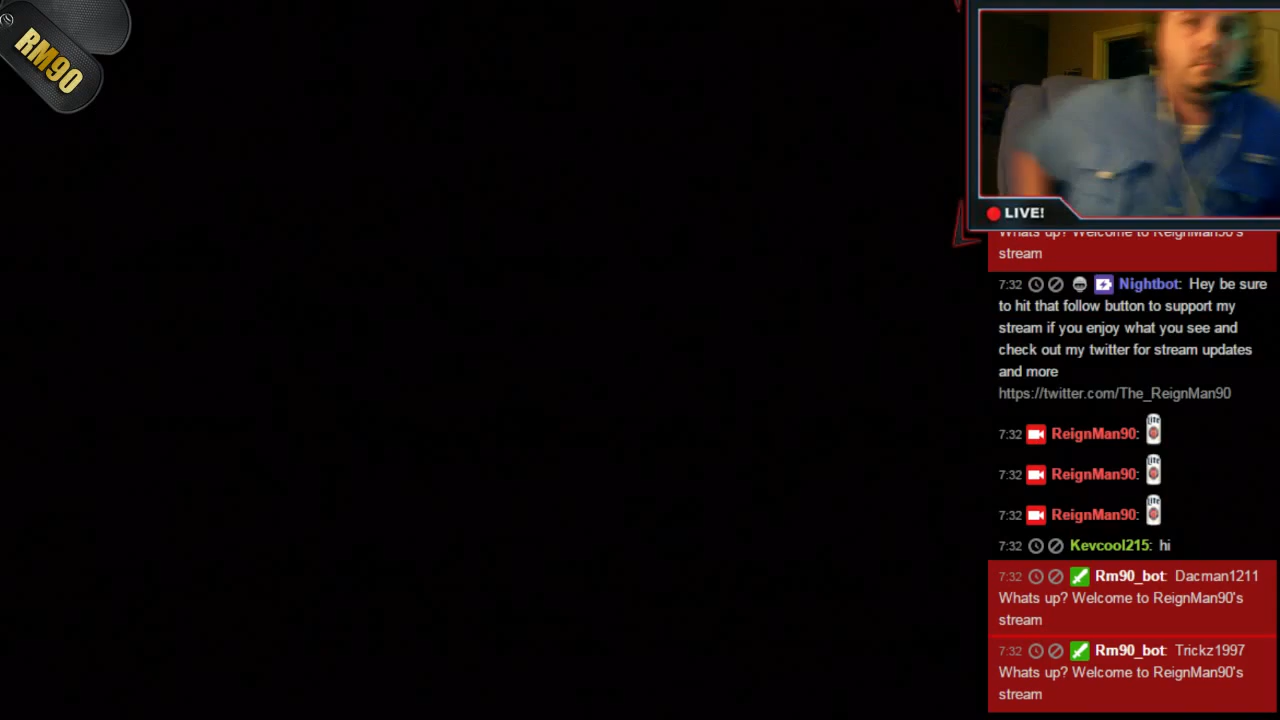 RM90
LIVE!
Whats up? Welcome to ReignMan90's
stream
7:32 Nightbot: Hey be sure
to hit that follow button to support my
stream if you enjoy what you see and
check out my twitter for stream updates
and more
https://twitter.com/The_ReignMan90
7:32 ReignMan90: Lite
7:32 ReignMan90: Lite
7:32 ReignMan90: Lite
7:32 Kevcool215: hi
7:32 Rm90_bot: Dacman1211
Whats up? Welcome to ReignMan90's
stream
7:32 Rm90_bot: Trickz1997
Whats up? Welcome to ReignMan90's
stream